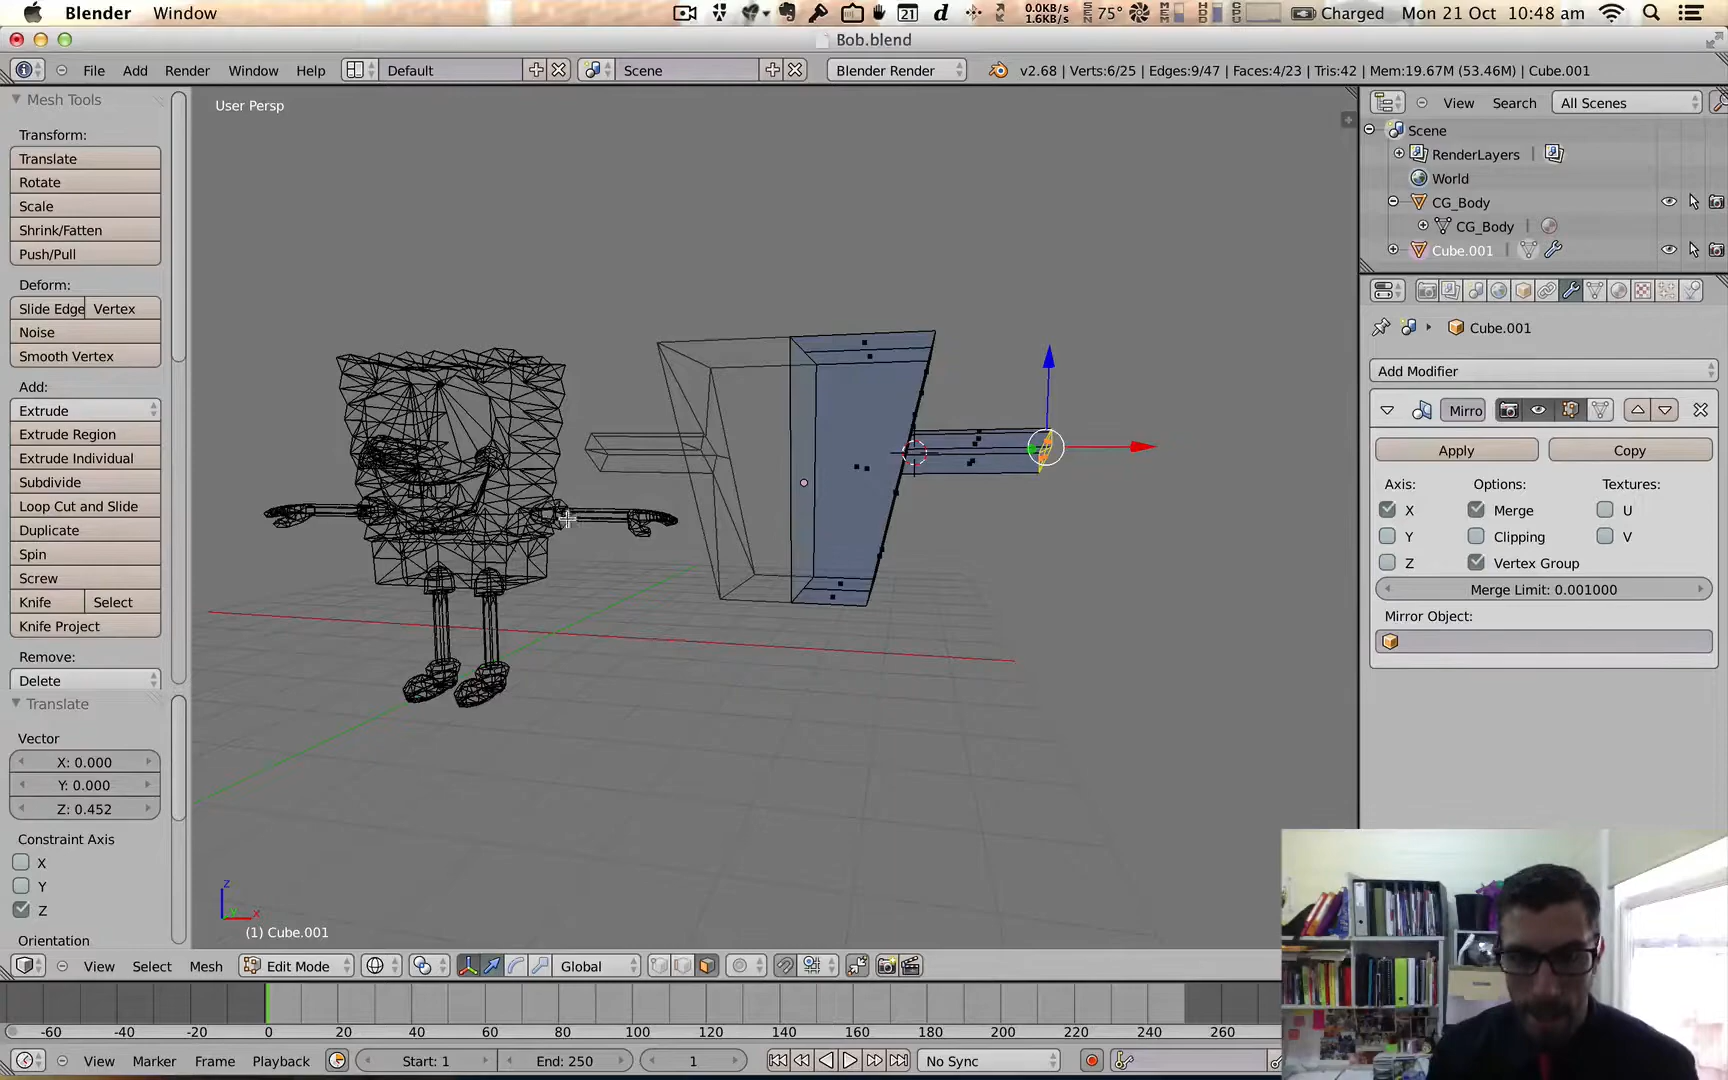 Blender Window 21 d 0.0KB/s 1.6KB/s 75° Charged Mon 21 Oct 10:48 am
Bob.blend
File Add Render Window Help Default Scene Blender Render v2.68 | Verts:6/25 | Edges:9/47 | Faces:4/23 | Tris:42 | Mem:19.67M (53.46M) | Cube.001
Mesh Tools
Transform:
Translate
Rotate
Scale
Shrink/Fatten
Push/Pull
Deform:
Slide Edge Vertex
Noise
Smooth Vertex
Add:
Extrude
Extrude Region
Extrude Individual
Subdivide
Loop Cut and Slide
Duplicate
Spin
Screw
Knife Select
Knife Project
Remove:
Delete
Translate
Vector
X: 0.000
Y: 0.000
Z: 0.452
Constraint Axis
X
Y
Z
Orientation
User Persp
z
y x
(1) Cube.001
View Search All Scenes
Scene
RenderLayers |
World
CG_Body
CG_Body |
Cube.001 |
Cube.001
Add Modifier
Mirro
Apply Copy
Axis: Options: Textures:
X Merge U
Y Clipping V
Z Vertex Group
Merge Limit: 0.001000
Mirror Object:
View Select Mesh Edit Mode Global
-60 -40 -20 0 20 40 60 80 100 120 140 160 180 200 220 240 260
View Marker Frame Playback Start: 1 End: 250 1 No Sync